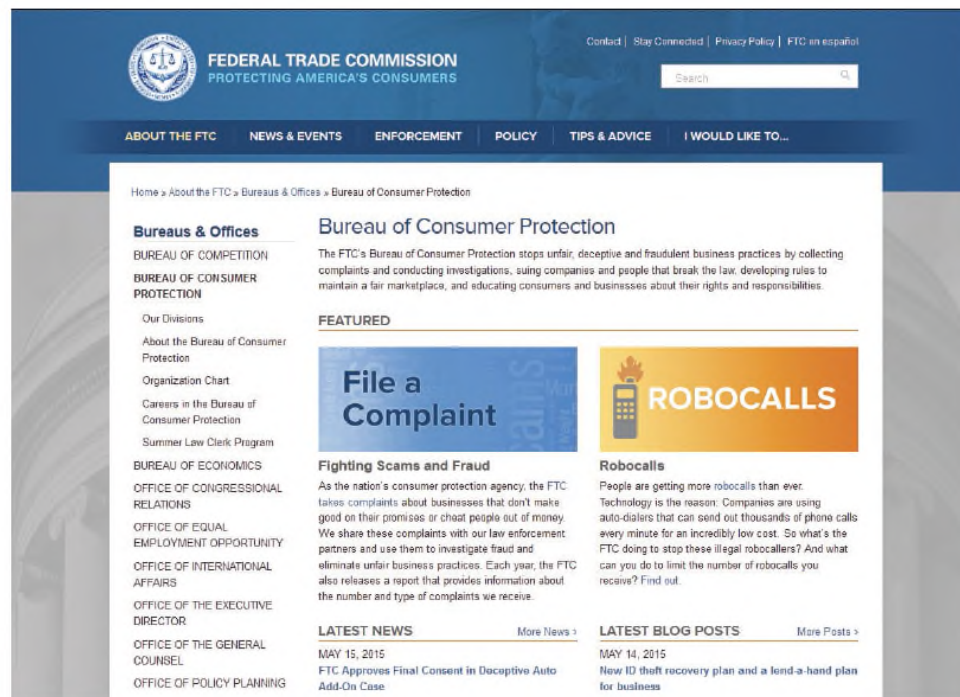 Contact | Stay Connected | Privacy Policy | FTC en español
FEDERAL TRADE COMMISSION
PROTECTING AMERICA'S CONSUMERS
Search
ABOUT THE FTC NEWS & EVENTS ENFORCEMENT POLICY TIPS & ADVICE I WOULD LIKE TO...
Home » About the FTC » Bureaus & Offices » Bureau of Consumer Protection
Bureaus & Offices
BUREAU OF COMPETITION
BUREAU OF CONSUMER
PROTECTION
Our Divisions
About the Bureau of Consumer
Protection
Organization Chart
Careers in the Bureau of
Consumer Protection
Summer Law Clerk Program
BUREAU OF ECONOMICS
OFFICE OF CONGRESSIONAL
RELATIONS
OFFICE OF EQUAL
EMPLOYMENT OPPORTUNITY
OFFICE OF INTERNATIONAL
AFFAIRS
OFFICE OF THE EXECUTIVE
DIRECTOR
OFFICE OF THE GENERAL
COUNSEL
OFFICE OF POLICY PLANNING
Bureau of Consumer Protection
The FTC's Bureau of Consumer Protection stops unfair, deceptive and fraudulent business practices by collecting
complaints and conducting investigations, suing companies and people that break the law, developing rules to
maintain a fair marketplace, and educating consumers and businesses about their rights and responsibilities.
FEATURED
File a
Complaint
Fighting Scams and Fraud
As the nation's consumer protection agency, the FTC
takes complaints about businesses that don't make
good on their promises or cheat people out of money.
We share these complaints with our law enforcement
partners and use them to investigate fraud and
eliminate unfair business practices. Each year, the FTC
also releases a report that provides information about
the number and type of complaints we receive.
ROBOCALLS
Robocalls
People are getting more robocalls than ever.
Technology is the reason: Companies are using
auto-dialers that can send out thousands of phone calls
every minute for an incredibly low cost. So what's the
FTC doing to stop these illegal robocallers? And what
can you do to limit the number of robocalls you
receive? Find out.
LATEST NEWS More News >
MAY 15, 2015
FTC Approves Final Consent in Deceptive Auto
Add-On Case
LATEST BLOG POSTS More Posts >
MAY 14, 2015
New ID theft recovery plan and a lend-a-hand plan
for business